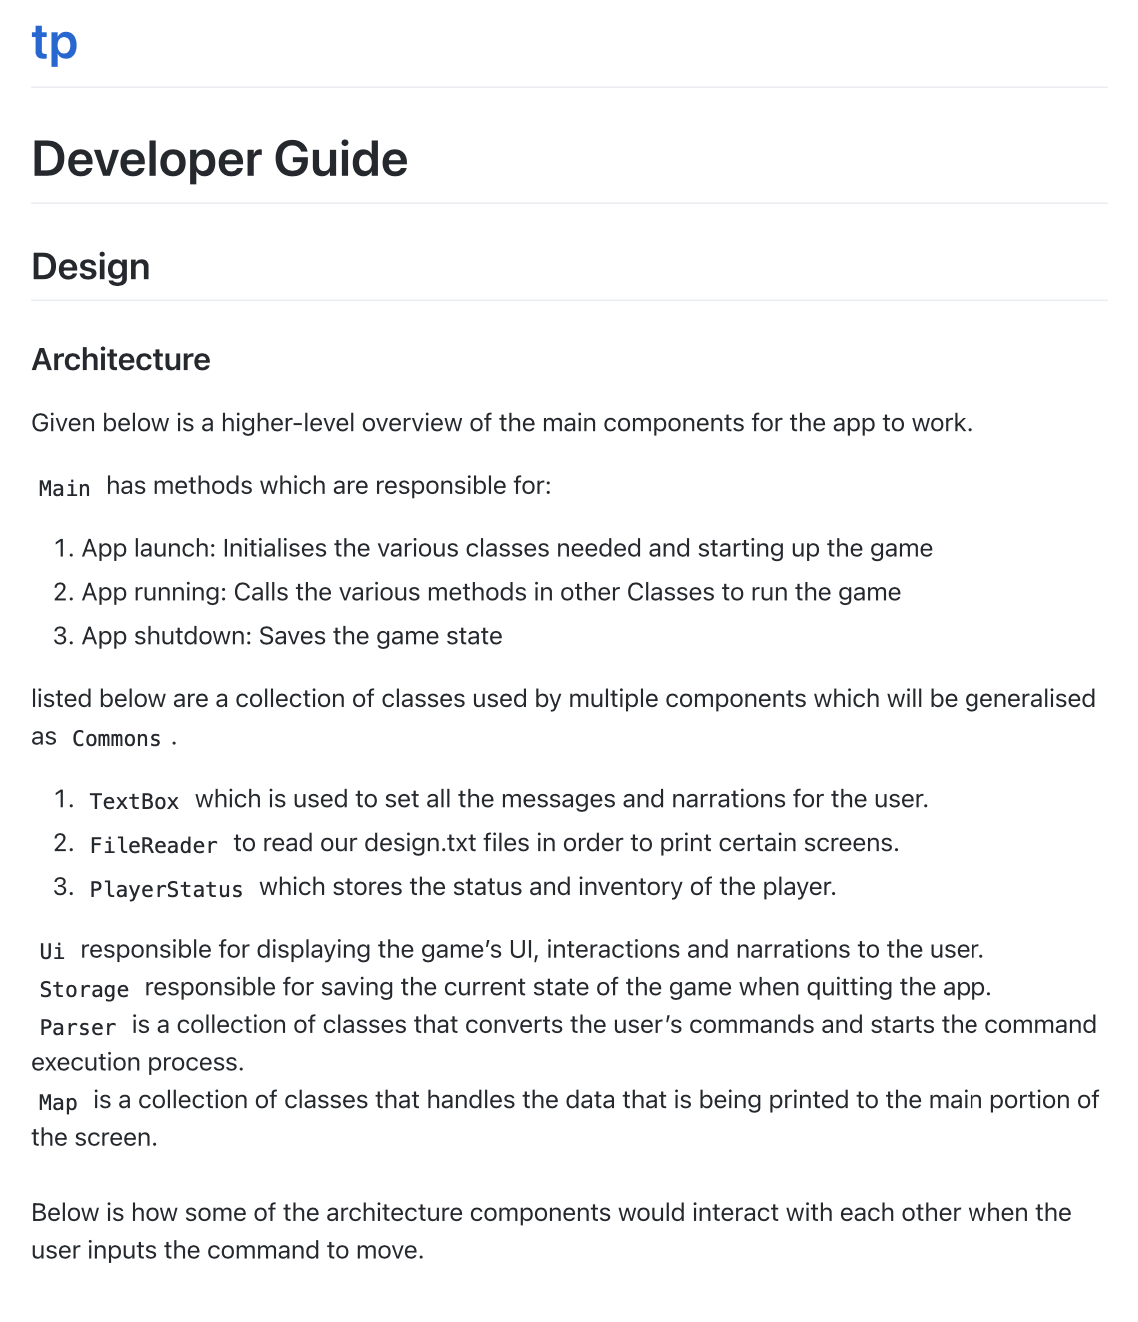 tp
Developer Guide
Design
Architecture
Given below is a higher-level overview of the main components for the app to work.
Main has methods which are responsible for:
1. App launch: Initialises the various classes needed and starting up the game
2. App running: Calls the various methods in other Classes to run the game
3. App shutdown: Saves the game state
listed below are a collection of classes used by multiple components which will be generalised
as Commons .
1. TextBox which is used to set all the messages and narrations for the user.
2. FileReader to read our design.txt files in order to print certain screens.
3. PlayerStatus which stores the status and inventory of the player.
Ui responsible for displaying the game’s UI, interactions and narrations to the user.
Storage responsible for saving the current state of the game when quitting the app.
Parser is a collection of classes that converts the user’s commands and starts the command
execution process.
Map is a collection of classes that handles the data that is being printed to the main portion of
the screen.
Below is how some of the architecture components would interact with each other when the
user inputs the command to move.